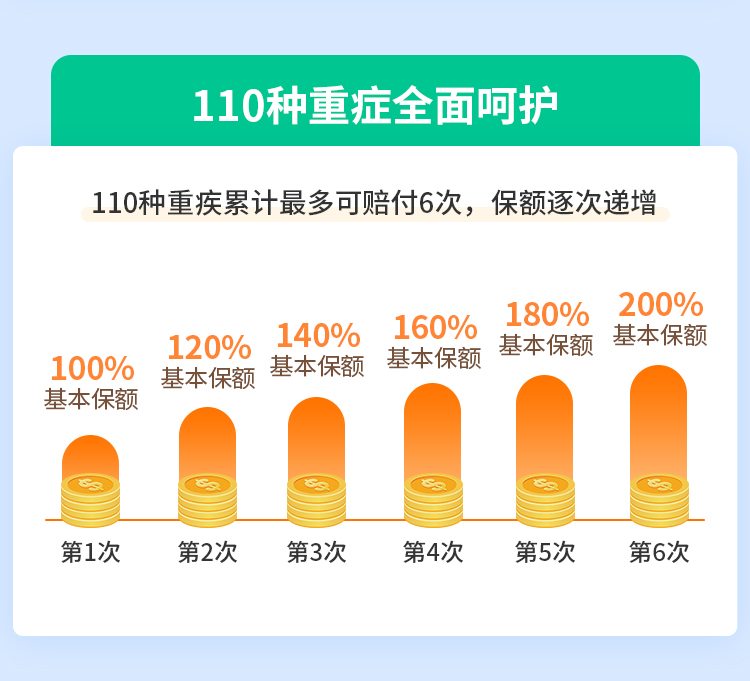 110种重症全面呵护
110种重疾累计最多可赔付6次，保额逐次递增
100%
基本保额
120%
基本保额
140%
基本保额
160%
基本保额
180%
基本保额
200%
基本保额
第1次
第2次
第3次
第4次
第5次
第6次